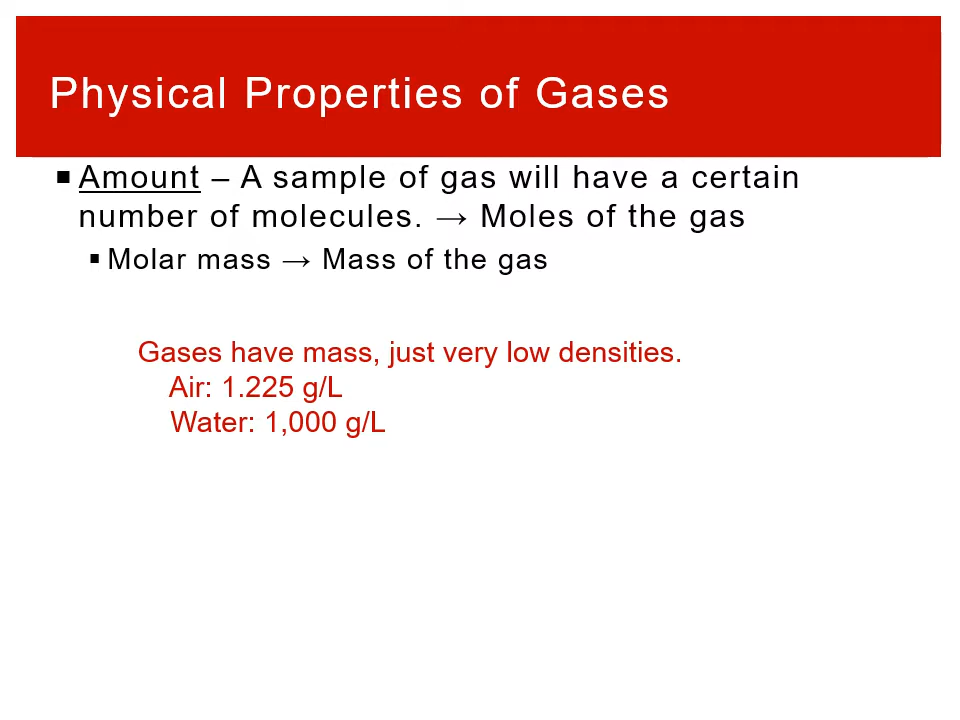 Physical Properties of Gases
▪ Amount – A sample of gas will have a certain
number of molecules. → Moles of the gas
▪ Molar mass → Mass of the gas
Gases have mass, just very low densities.
Air: 1.225 g/L
Water: 1,000 g/L